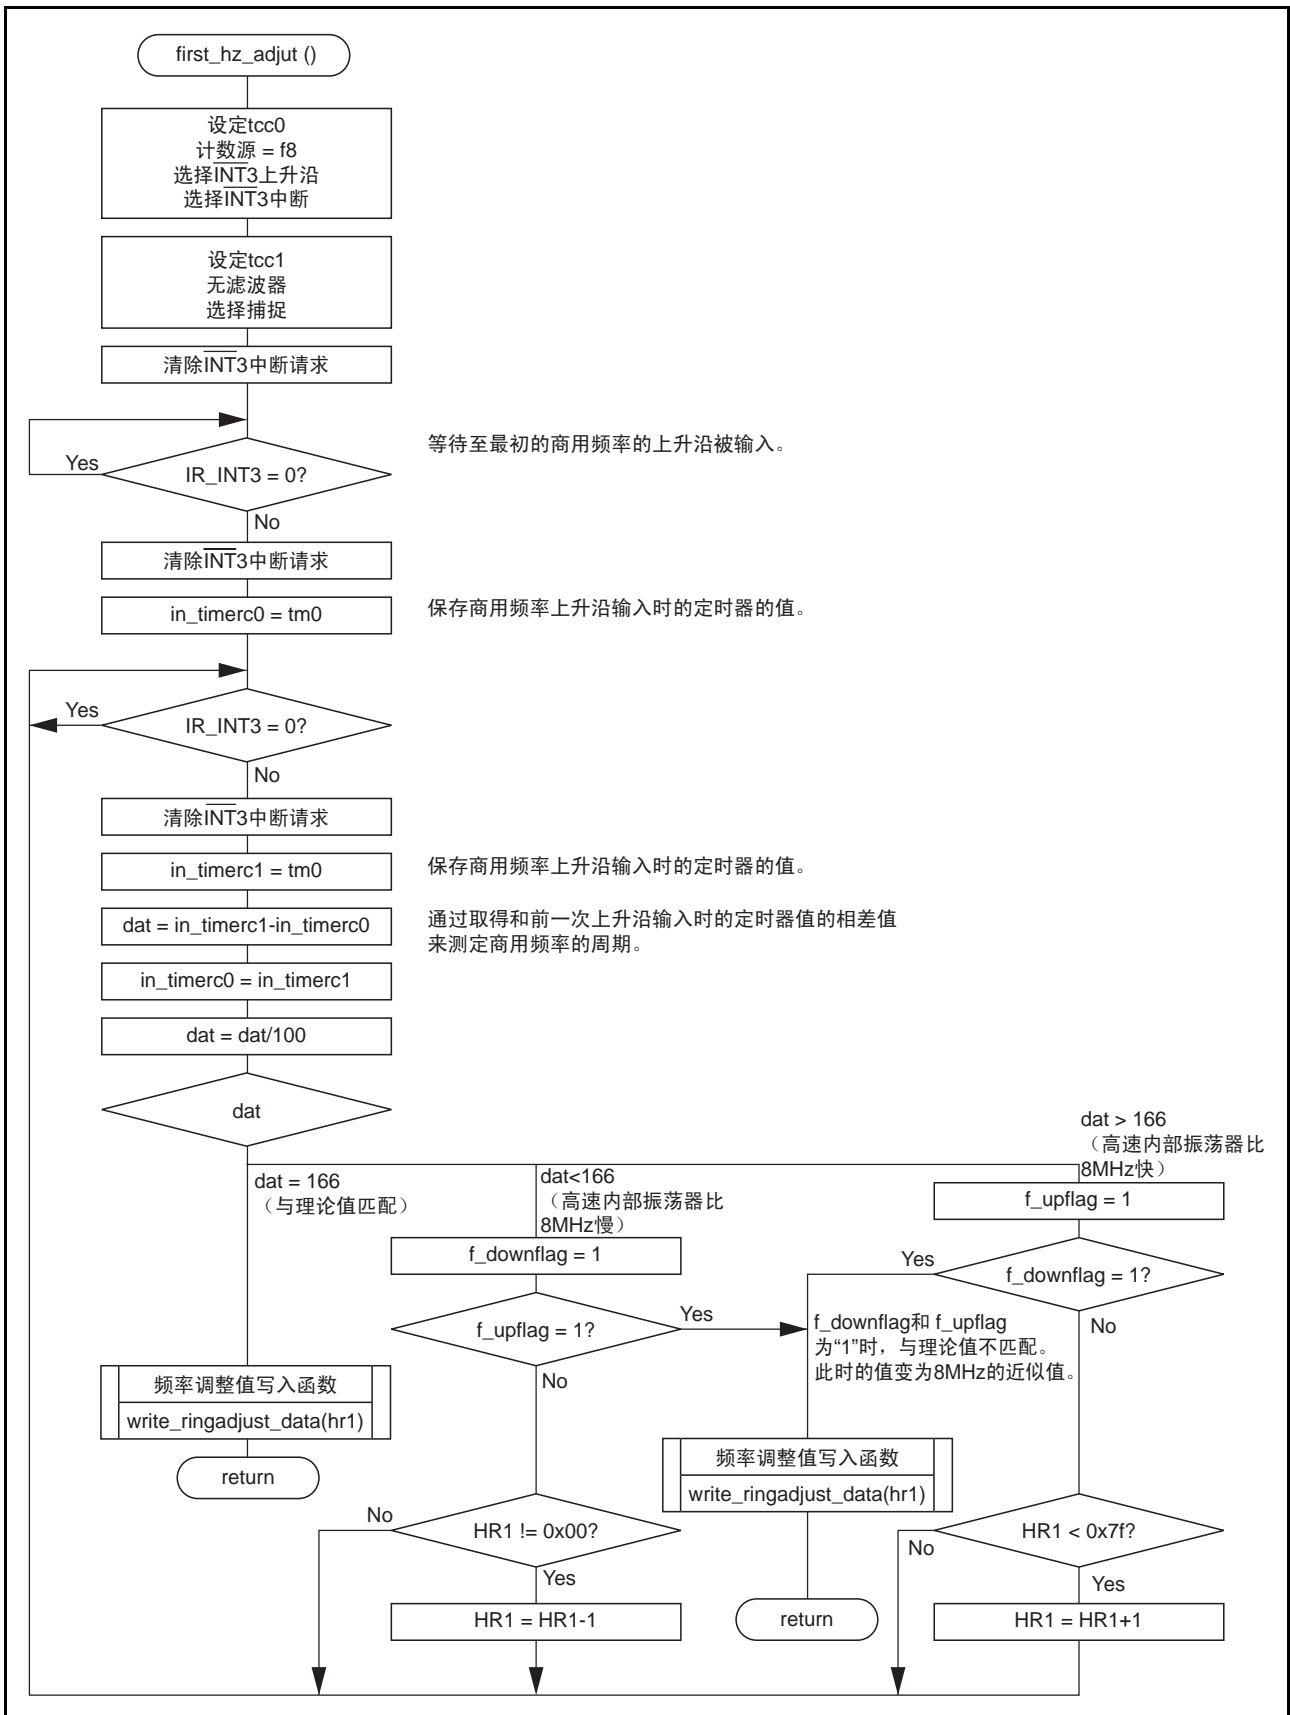 first_hz_adjut ()
设定tcc0
计数源 = f8
选择INT3上升沿
选择INT3中断
设定tcc1
无滤波器
选择捕捉
清除INT3中断请求
等待至最初的商用频率的上升沿被输入。
Yes
IR_INT3 = 0?
No
清除INT3中断请求
in_timerc0 = tm0
保存商用频率上升沿输入时的定时器的值。
Yes
IR_INT3 = 0?
No
清除INT3中断请求
in_timerc1 = tm0
保存商用频率上升沿输入时的定时器的值。
dat = in_timerc1-in_timerc0
通过取得和前一次上升沿输入时的定时器值的相差值
来测定商用频率的周期。
in_timerc0 = in_timerc1
dat = dat/100
dat
dat = 166
（与理论值匹配）
dat<166
（高速内部振荡器比
8MHz慢）
dat > 166
（高速内部振荡器比
8MHz快）
f_upflag = 1
f_downflag = 1
Yes
f_downflag = 1?
No
f_upflag = 1?
Yes
No
f_downflag和 f_upflag
为“1”时，与理论值不匹配。
此时的值变为8MHz的近似值。
频率调整值写入函数
write_ringadjust_data(hr1)
return
频率调整值写入函数
write_ringadjust_data(hr1)
No
HR1 != 0x00?
Yes
HR1 = HR1-1
return
HR1 < 0x7f?
No
Yes
HR1 = HR1+1